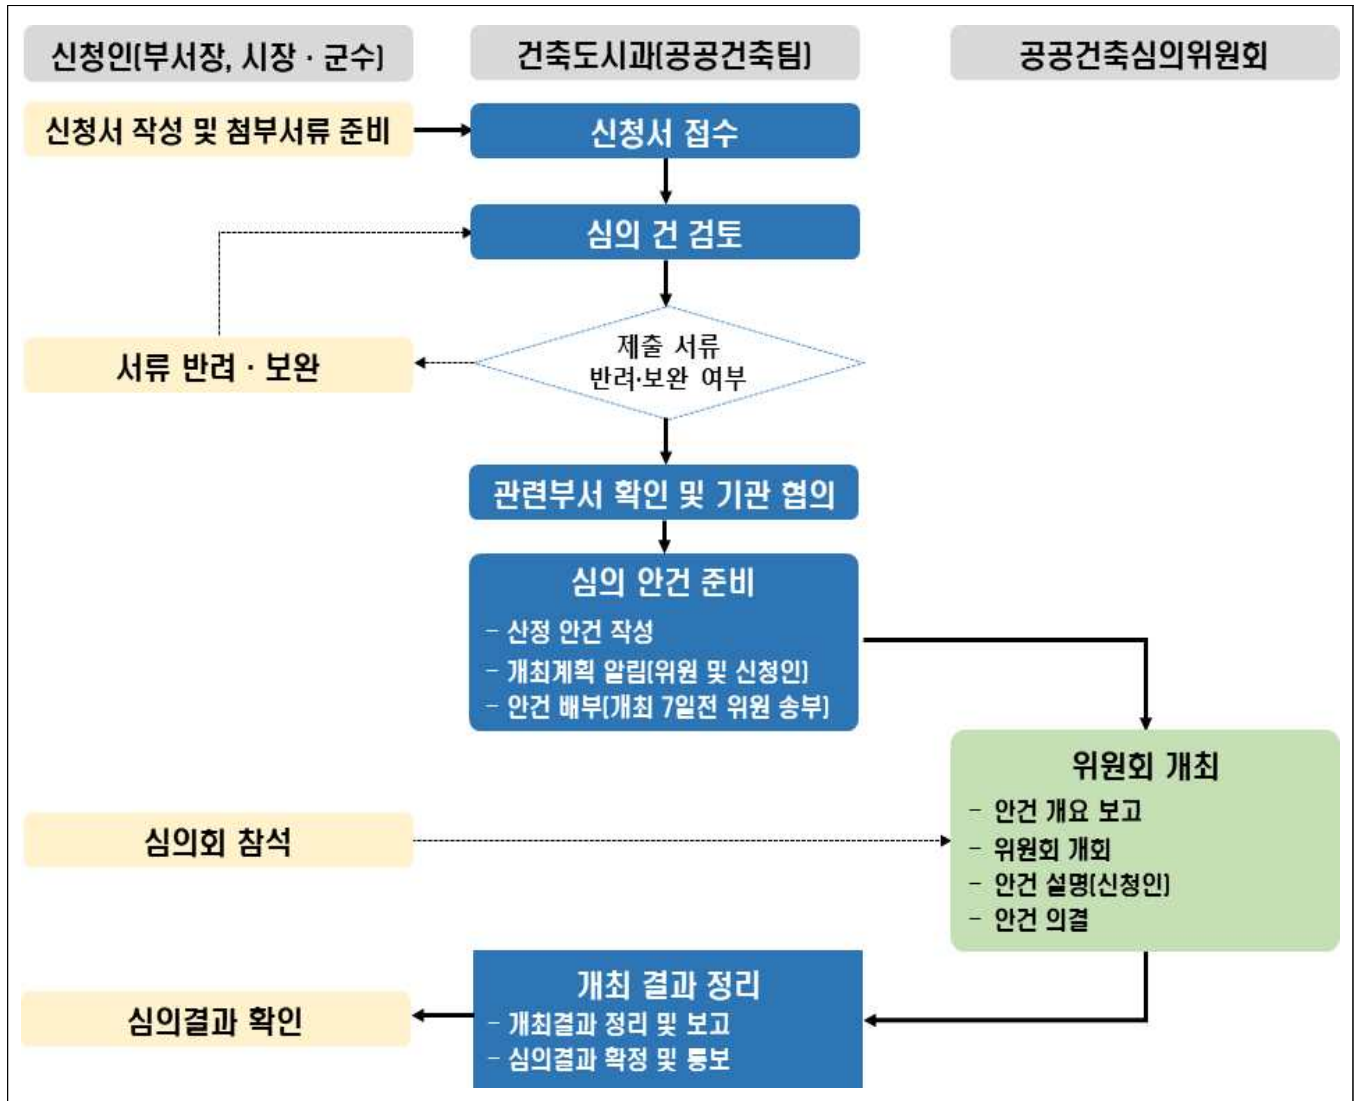 신청인(부서장, 시장 · 군수)
건축도시과(공공건축팀)
공공건축심의위원회
신청서 작성 및 첨부서류 준비
신청서 접수
심의 건 검토
제출 서류
반려·보완 여부
서류 반려 · 보완
관련부서 확인 및 기관 협의
심의 안건 준비
- 산정 안건 작성
- 개최계획 알림(위원 및 신청인)
- 안건 배부(개최 7일전 위원 송부)
위원회 개최
- 안건 개요 보고
- 위원회 개회
- 안건 설명(신청인)
- 안건 의결
심의회 참석
개최 결과 정리
- 개최결과 정리 및 보고
- 심의결과 확정 및 통보
심의결과 확인